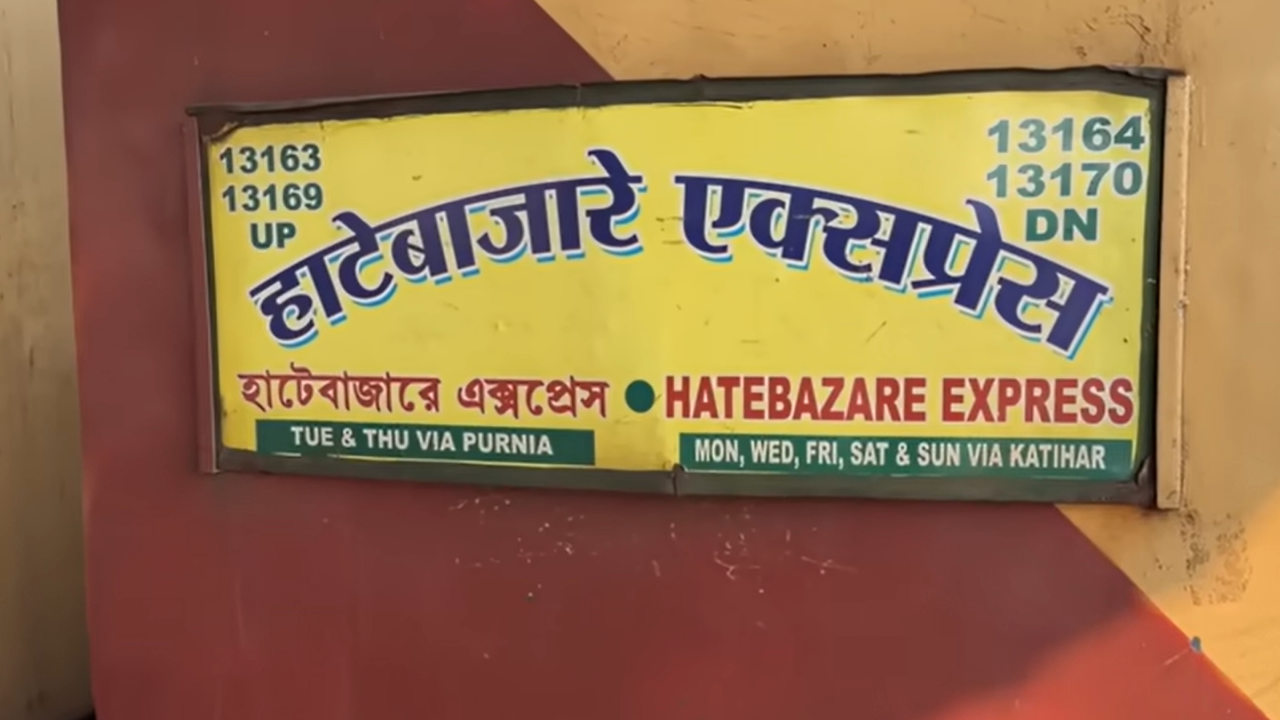 13163
13169
UP
13164
13170
DN
हाटेबाजारे एक्सप्रेस
হাটেবাজারে এক্সপ্রেস ● HATEBAZARE EXPRESS
TUE & THU VIA PURNIA
MON, WED, FRI, SAT & SUN VIA KATIHAR